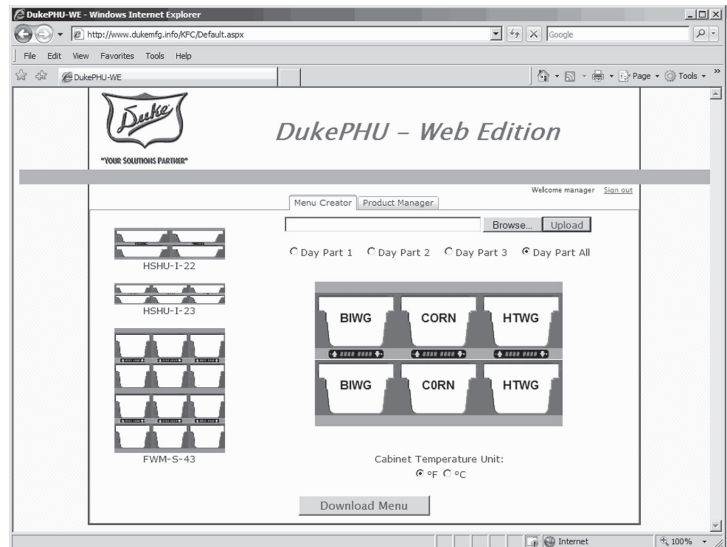 DukePHU-WE - Windows Internet Explorer
http://www.dukemfg.info/KFC/Default.aspx
Google
File Edit View Favorites Tools Help
DukePHU-WE
Page Tools
Duke
"YOUR SOLUTIONS PARTNER"
DukePHU – Web Edition
Welcome manager Sign out
Menu Creator Product Manager
Browse... Upload
Day Part 1 Day Part 2 Day Part 3 Day Part All
HSHU-I-22
HSHU-I-23
FWM-S-43
BIWG CORN HTWG
#### #### #### #### #### ####
BIWG C0RN HTWG
Cabinet Temperature Unit:
°F °C
Download Menu
Internet 100%